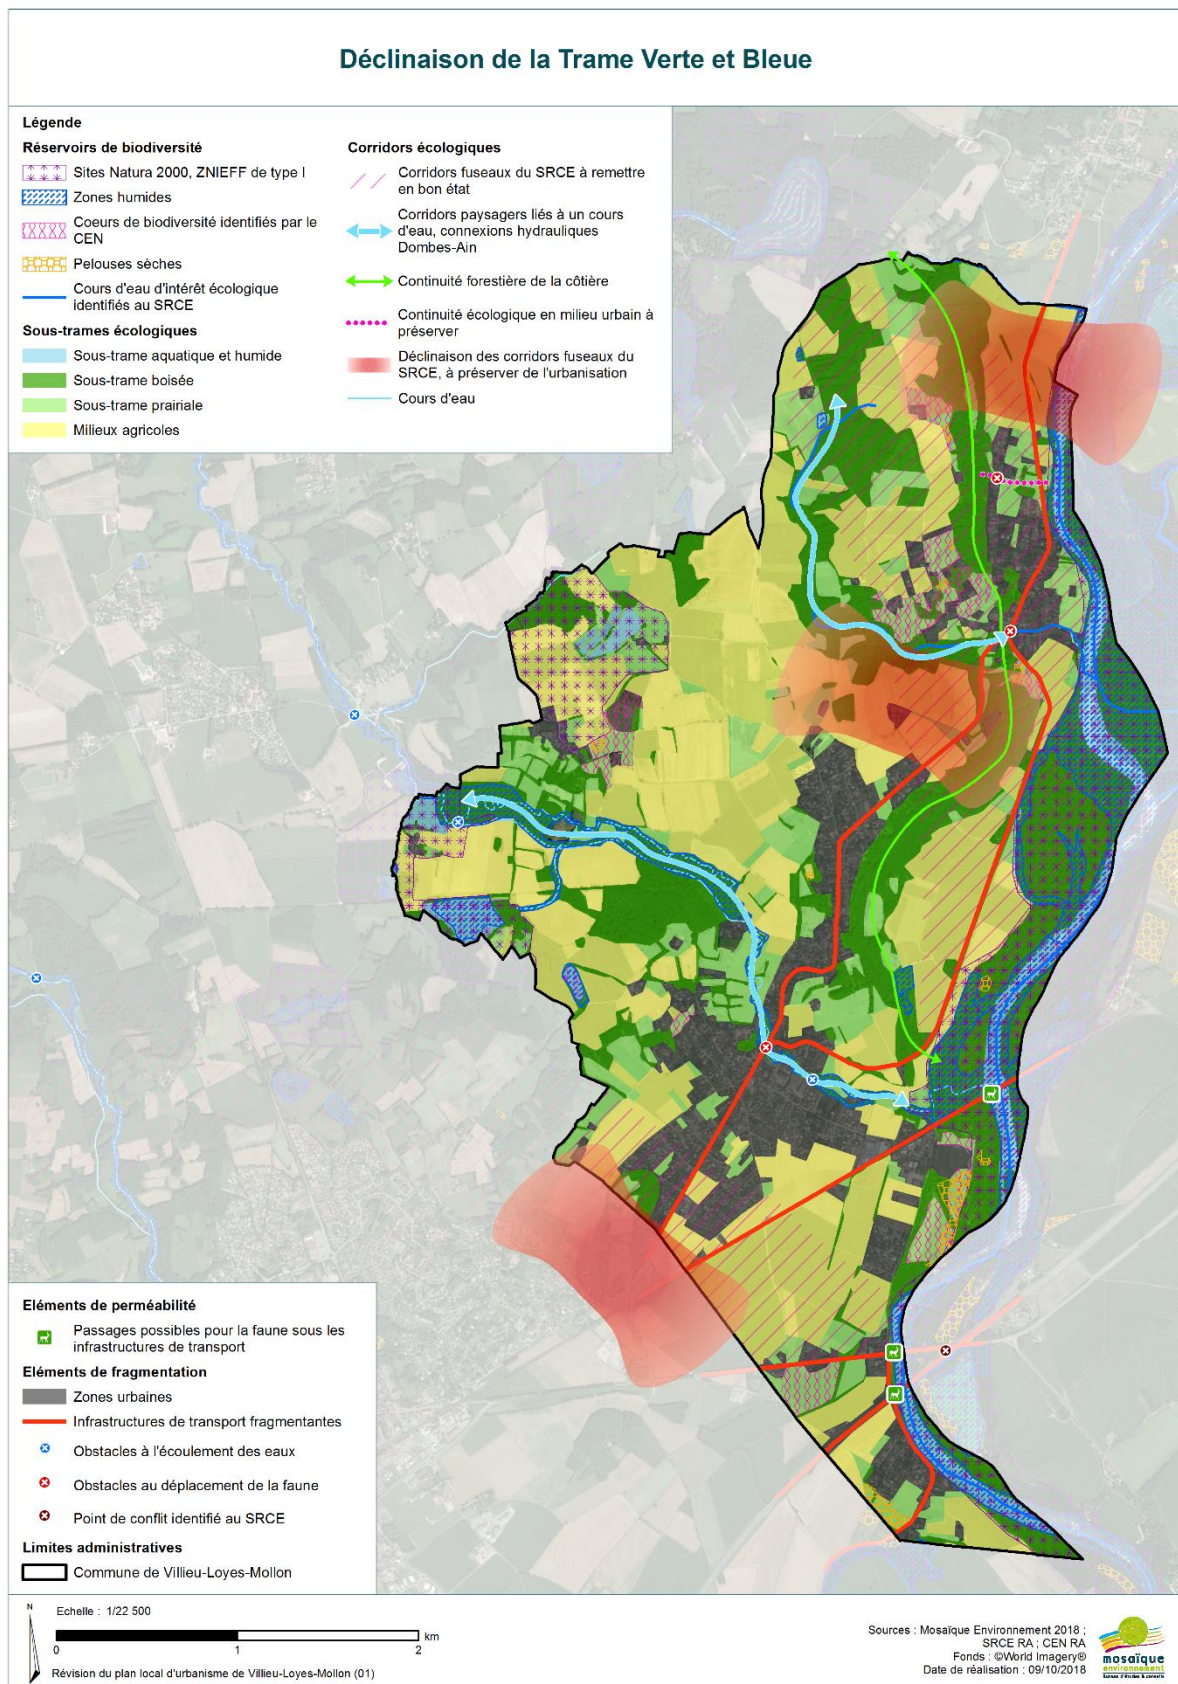 Déclinaison de la Trame Verte et Bleue
Légende
Réservoirs de biodiversité
Sites Natura 2000, ZNIEFF de type I
Zones humides
Coeurs de biodiversité identifiés par le
CEN
Pelouses sèches
Cours d'eau d'intérêt écologique
identifiés au SRCE
Sous-trames écologiques
Sous-trame aquatique et humide
Sous-trame boisée
Sous-trame prairiale
Milieux agricoles
Corridors écologiques
Corridors fuseaux du SRCE à remettre
en bon état
Corridors paysagers liés à un cours
d'eau, connexions hydrauliques
Dombes-Ain
Continuité forestière de la côtière
Continuité écologique en milieu urbain à
préserver
Déclinaison des corridors fuseaux du
SRCE, à préserver de l'urbanisation
Cours d'eau
Eléments de perméabilité
Passages possibles pour la faune sous les
infrastructures de transport
Eléments de fragmentation
Zones urbaines
Infrastructures de transport fragmentantes
Obstacles à l'écoulement des eaux
Obstacles au déplacement de la faune
Point de conflit identifié au SRCE
Limites administratives
Commune de Villieu-Loyes-Mollon
N
Echelle : 1/22 500
km
0 1 2
Révision du plan local d'urbanisme de Villieu-Loyes-Mollon (01)
Sources : Mosaïque Environnement 2018 ;
SRCE RA ; CEN RA
Fonds : ©World Imagery®
Date de réalisation : 09/10/2018
mosaïque
environnement
bureau d'études & conseils